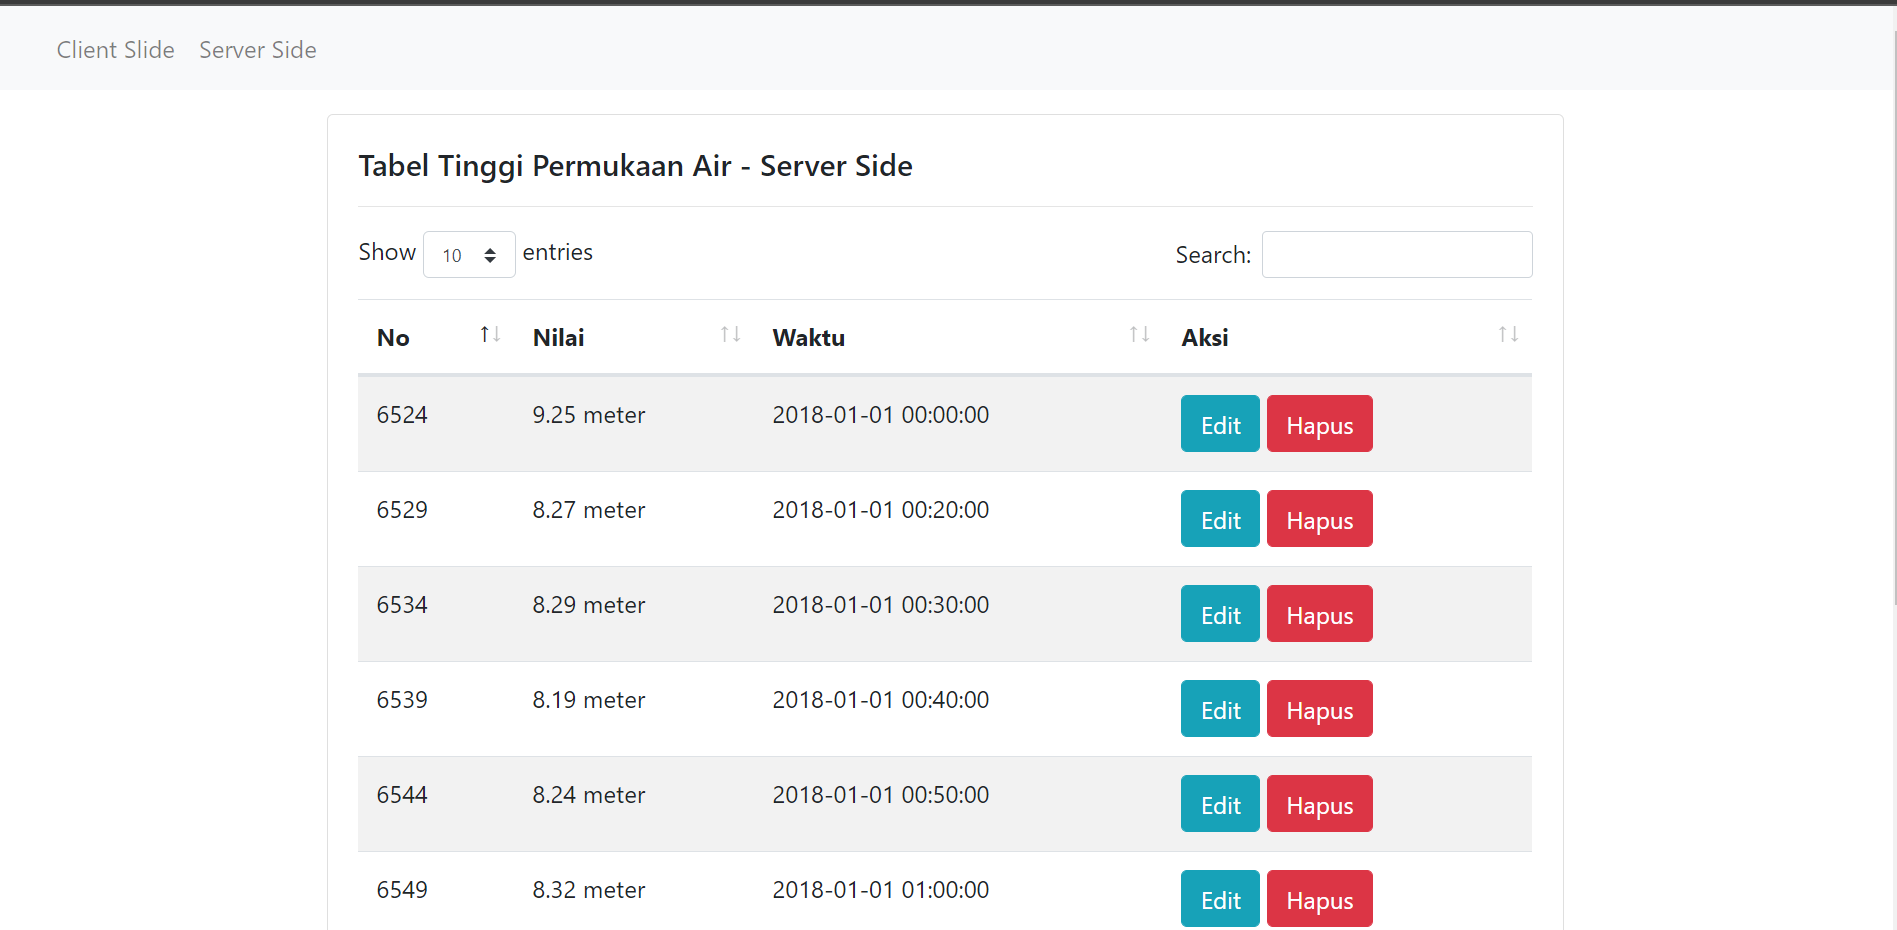 Client Slide Server Side
Tabel Tinggi Permukaan Air - Server Side
Show 10 entries Search:
No Nilai Waktu Aksi
6524 9.25 meter 2018-01-01 00:00:00 Edit Hapus
6529 8.27 meter 2018-01-01 00:20:00 Edit Hapus
6534 8.29 meter 2018-01-01 00:30:00 Edit Hapus
6539 8.19 meter 2018-01-01 00:40:00 Edit Hapus
6544 8.24 meter 2018-01-01 00:50:00 Edit Hapus
6549 8.32 meter 2018-01-01 01:00:00 Edit Hapus